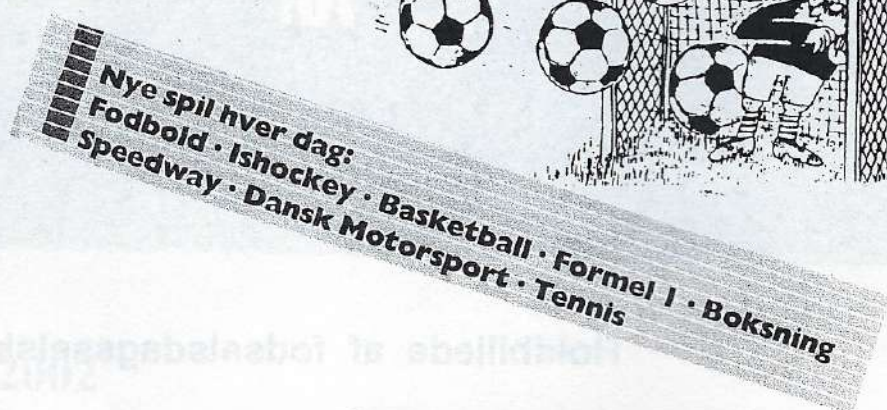 Nye spil hver dag:
Fodbold · Ishockey · Basketball · Formel 1 · Boksning
Speedway · Dansk Motorsport · Tennis